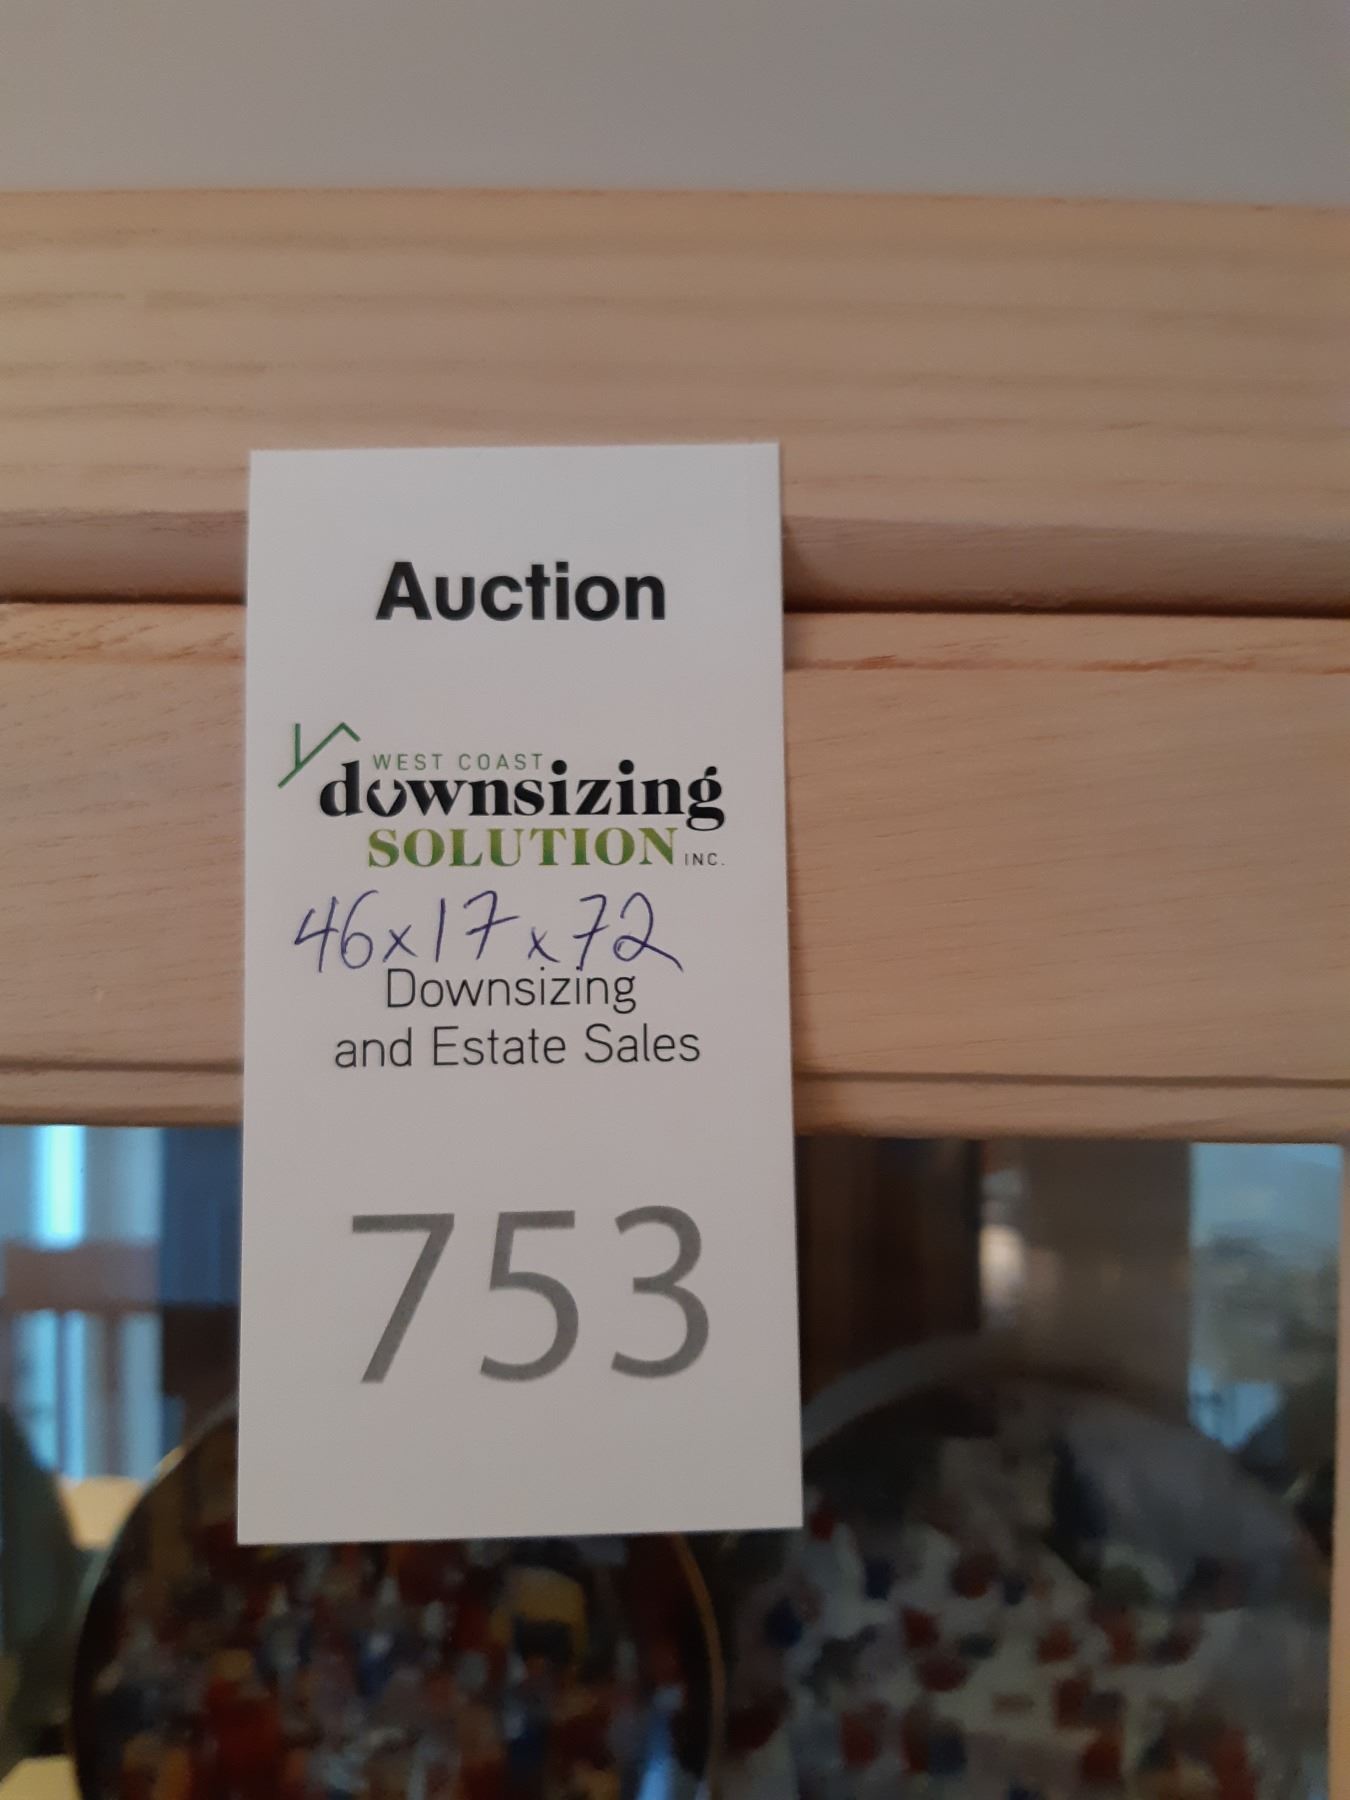 Auction
WEST COAST
downsizing
SOLUTION INC.
46x17x72
Downsizing
and Estate Sales
753